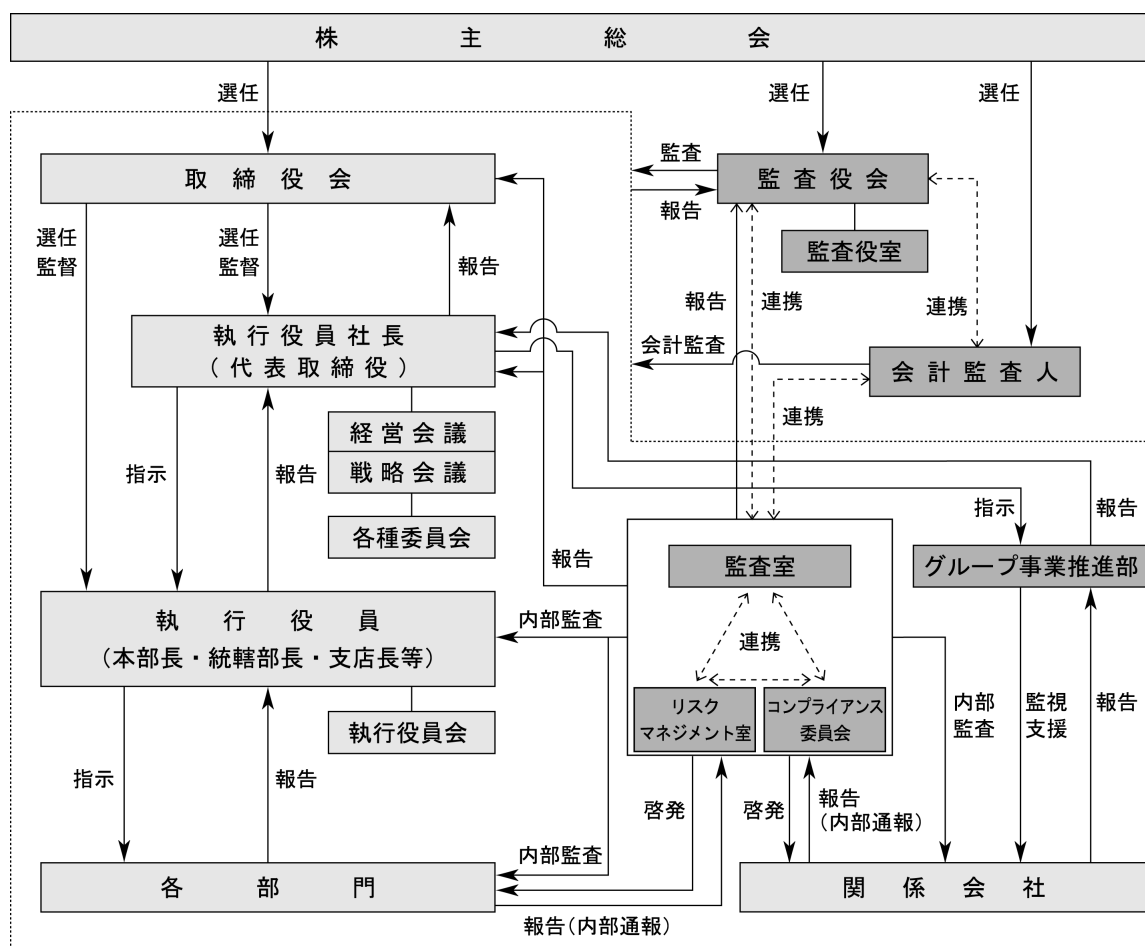 株主総会
選任
選任
選任
取締役会
監査
報告
監査役会
監査役室
選任
監督
選任
監督
報告
報告
連携
連携
執行役員社長
(代表取締役)
会計監査
会計監査人
連携
経営会議
戦略会議
各種委員会
指示
報告
報告
指示
報告
監査室
グループ事業推進部
執行役員
(本部長・統轄部長・支店長等)
内部監査
連携
リスク
マネジメント室
コンプライアンス
委員会
執行役員会
内部
監査
監視
支援
報告
指示
報告
啓発
啓発
報告
(内部通報)
内部監査
各部門
関係会社
報告(内部通報)